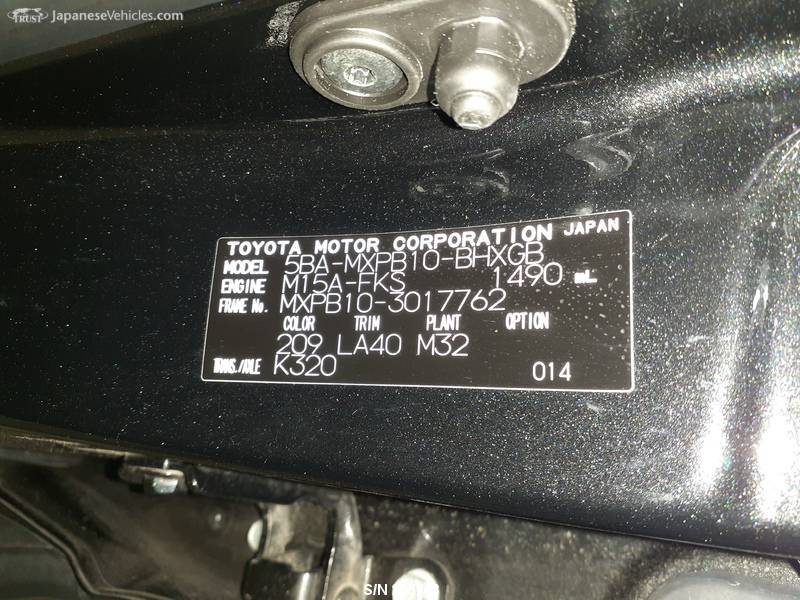 TRUST JapaneseVehicles.com
TOYOTA MOTOR CORPORATION JAPAN
MODEL 5BA-MXPB10-BHXGB
ENGINE M15A-FKS 1490 mL
FRAME No. MXPB10-3017762
COLOR TRIM PLANT OPTION
209 LA40 M32
TRANS./AXLE K320 014
S/N